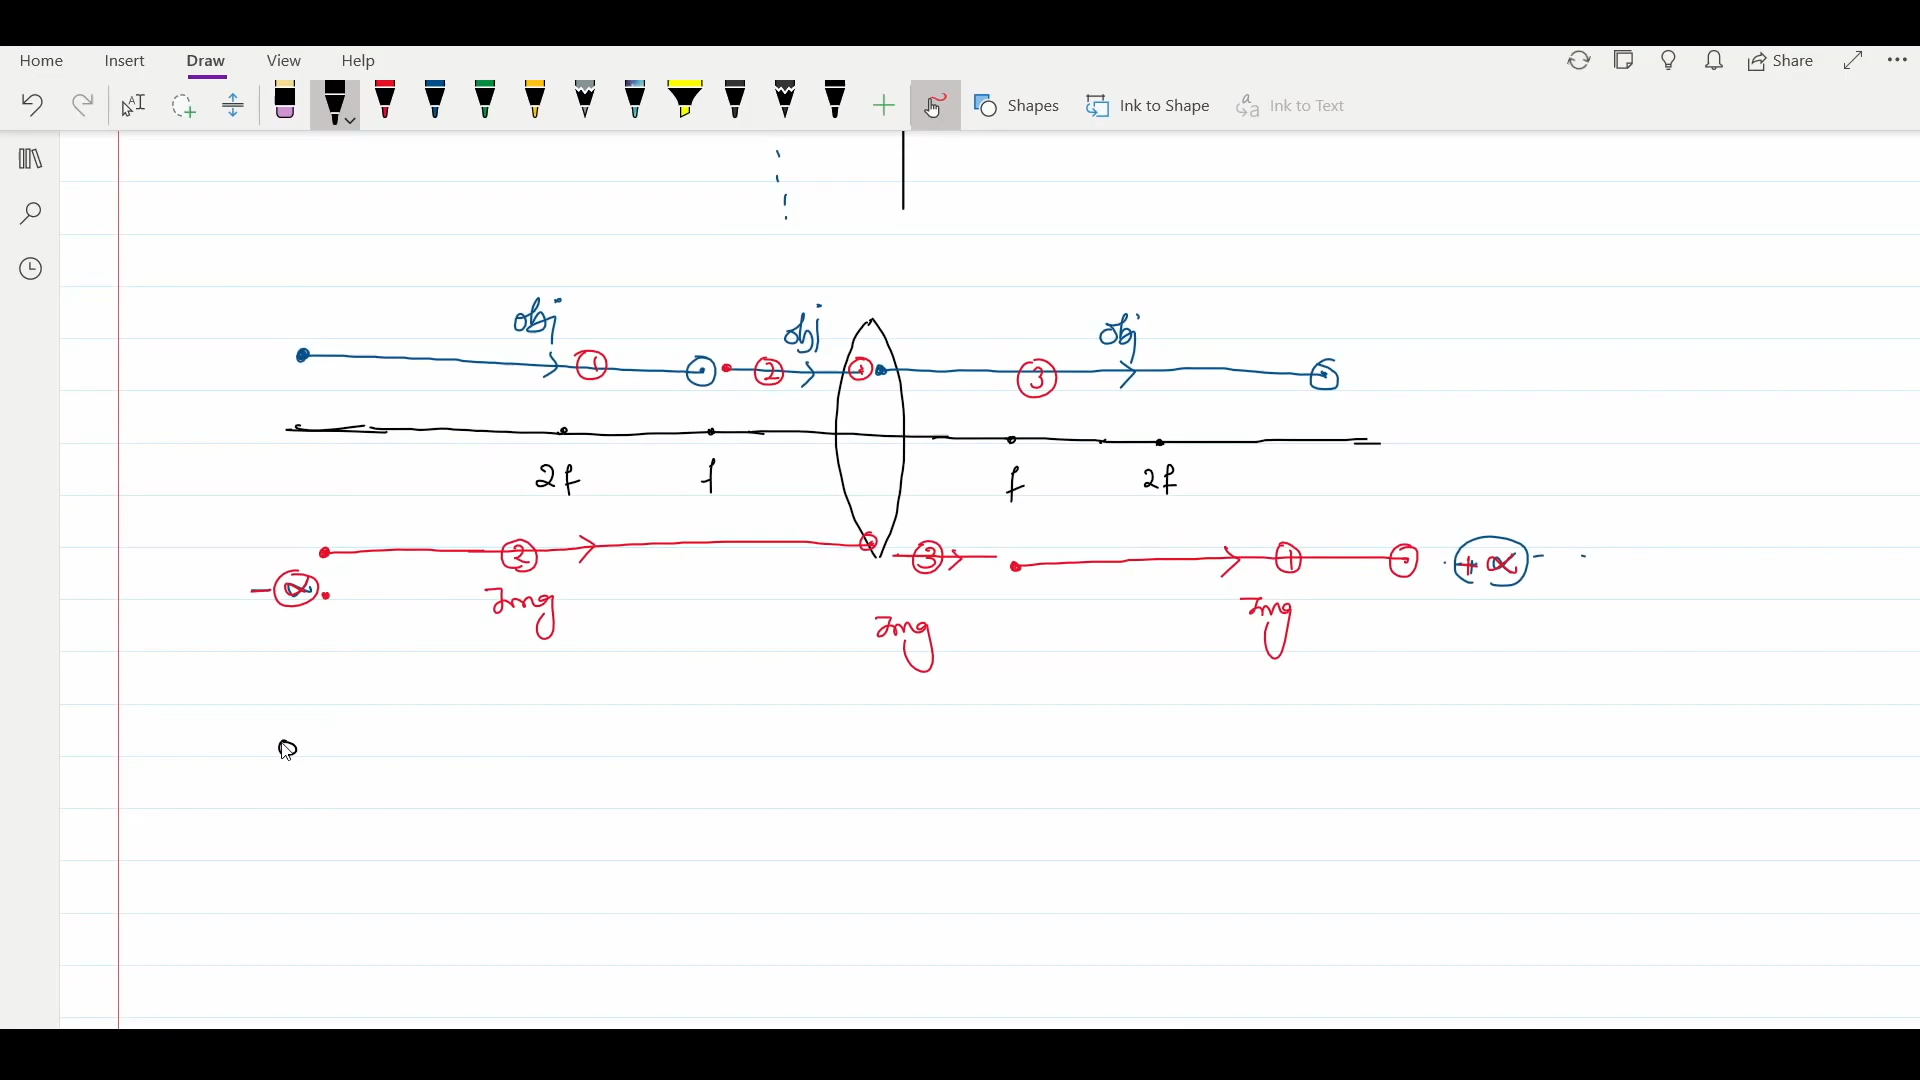 Home Insert Draw View Help Share
Shapes Ink to Shape Ink to Text
obj obj obj
1 2 3
2f f f 2f
2 3 1 + ∝
- ∝ Img Img Img